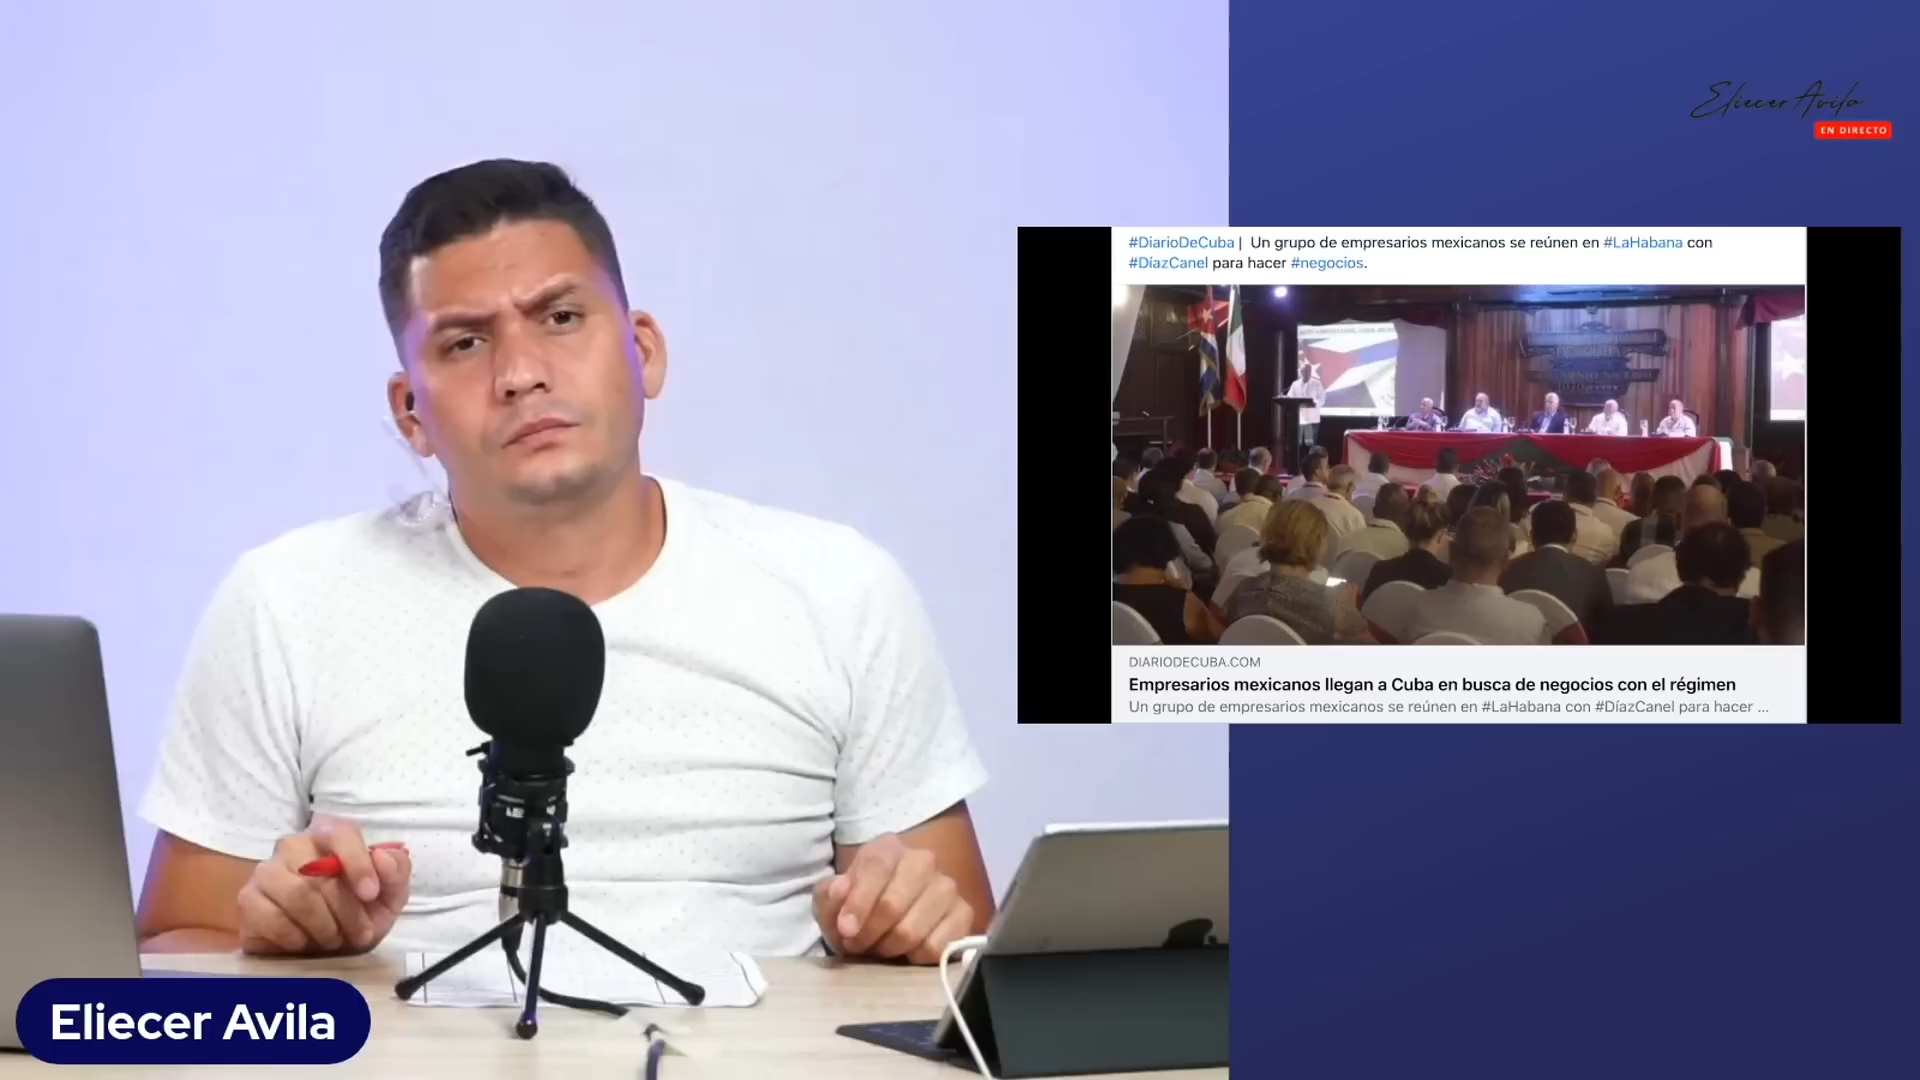 Eliecer Avila
EN DIRECTO
#DiarioDeCuba | Un grupo de empresarios mexicanos se reúnen en #LaHabana con
#DíazCanel para hacer #negocios.
DIARIODECUBA.COM
Empresarios mexicanos llegan a Cuba en busca de negocios con el régimen
Un grupo de empresarios mexicanos se reúnen en #LaHabana con #DíazCanel para hacer ...
Eliecer Avila